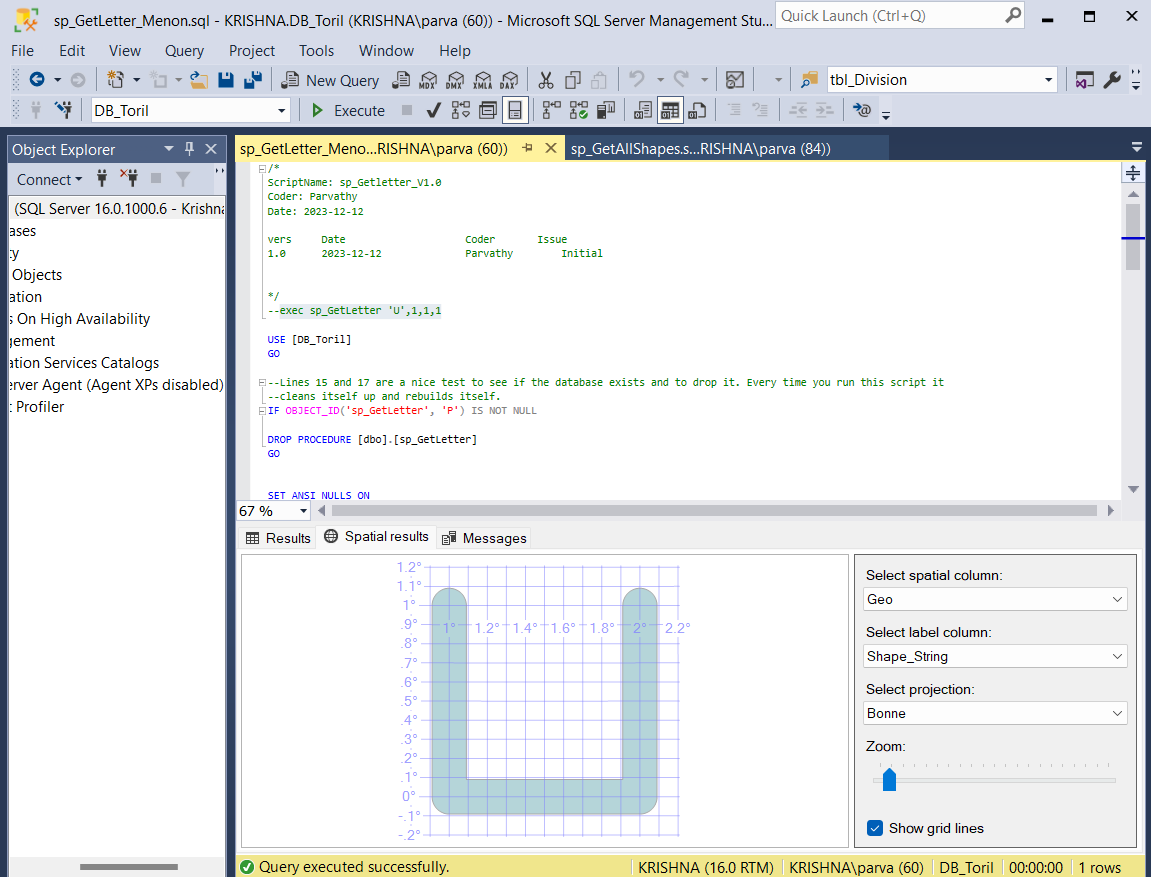 sp_GetLetter_Menon.sql - KRISHNA.DB_Toril (KRISHNA\parva (60)) - Microsoft SQL Server Management Stu...
Quick Launch (Ctrl+Q)
File Edit View Query Project Tools Window Help
New Query MDX DMX XMLA DAX tbl_Division
DB_Toril Execute
Object Explorer
sp_GetLetter_Meno...RISHNA\parva (60)) sp_GetAllShapes.s...RISHNA\parva (84))
Connect
(SQL Server 16.0.1000.6 - Krishna
ases
ty
Objects
ation
s On High Availability
gement
ation Services Catalogs
erver Agent (Agent XPs disabled)
t Profiler
/*
ScriptName: sp_Getletter_V1.0
Coder: Parvathy
Date: 2023-12-12
vers Date Coder Issue
1.0 2023-12-12 Parvathy Initial
*/
--exec sp_GetLetter 'U',1,1,1
USE [DB_Toril]
GO
--Lines 15 and 17 are a nice test to see if the database exists and to drop it. Every time you run this script it
--cleans itself up and rebuilds itself.
IF OBJECT_ID('sp_GetLetter', 'P') IS NOT NULL
DROP PROCEDURE [dbo].[sp_GetLetter]
GO
SET ANSI_NULLS ON
67 %
Results Spatial results Messages
1.2°
1.1°
1°
.9°
1° 1.2° 1.4° 1.6° 1.8° 2° 2.2°
.8°
.7°
.6°
.5°
.4°
.3°
.2°
.1°
0°
-.1°
-.2°
Select spatial column:
Geo
Select label column:
Shape_String
Select projection:
Bonne
Zoom:
Show grid lines
Query executed successfully. KRISHNA (16.0 RTM) KRISHNA\parva (60) DB_Toril 00:00:00 1 rows